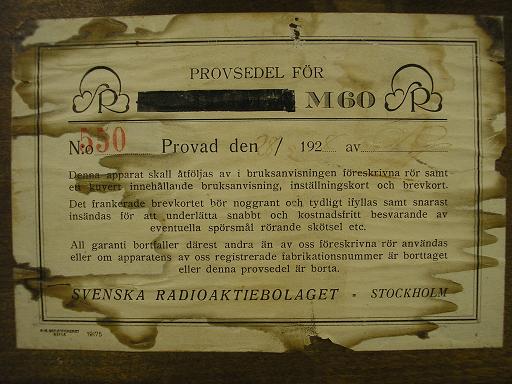 PROVSEDEL FÖR
SR M60 SR
N:o 550 Provad den / 192 av
Denna apparat skall åtföljas av i bruksanvisningen föreskrivna rör samt
ett kuvert innehållande bruksanvisning, inställningskort och brevkort.
Det frankerade brevkortet bör noggrant och tydligt ifyllas samt snarast
insändas för att underlätta snabbt och kostnadsfritt besvarande av
eventuella spörsmål rörande skötsel etc.
All garanti bortfaller därest andra än av oss föreskrivna rör användas
eller om apparatens av oss registrerade fabrikationsnummer är borttaget
eller denna provsedel är borta.
SVENSKA RADIOAKTIEBOLAGET - STOCKHOLM
19175